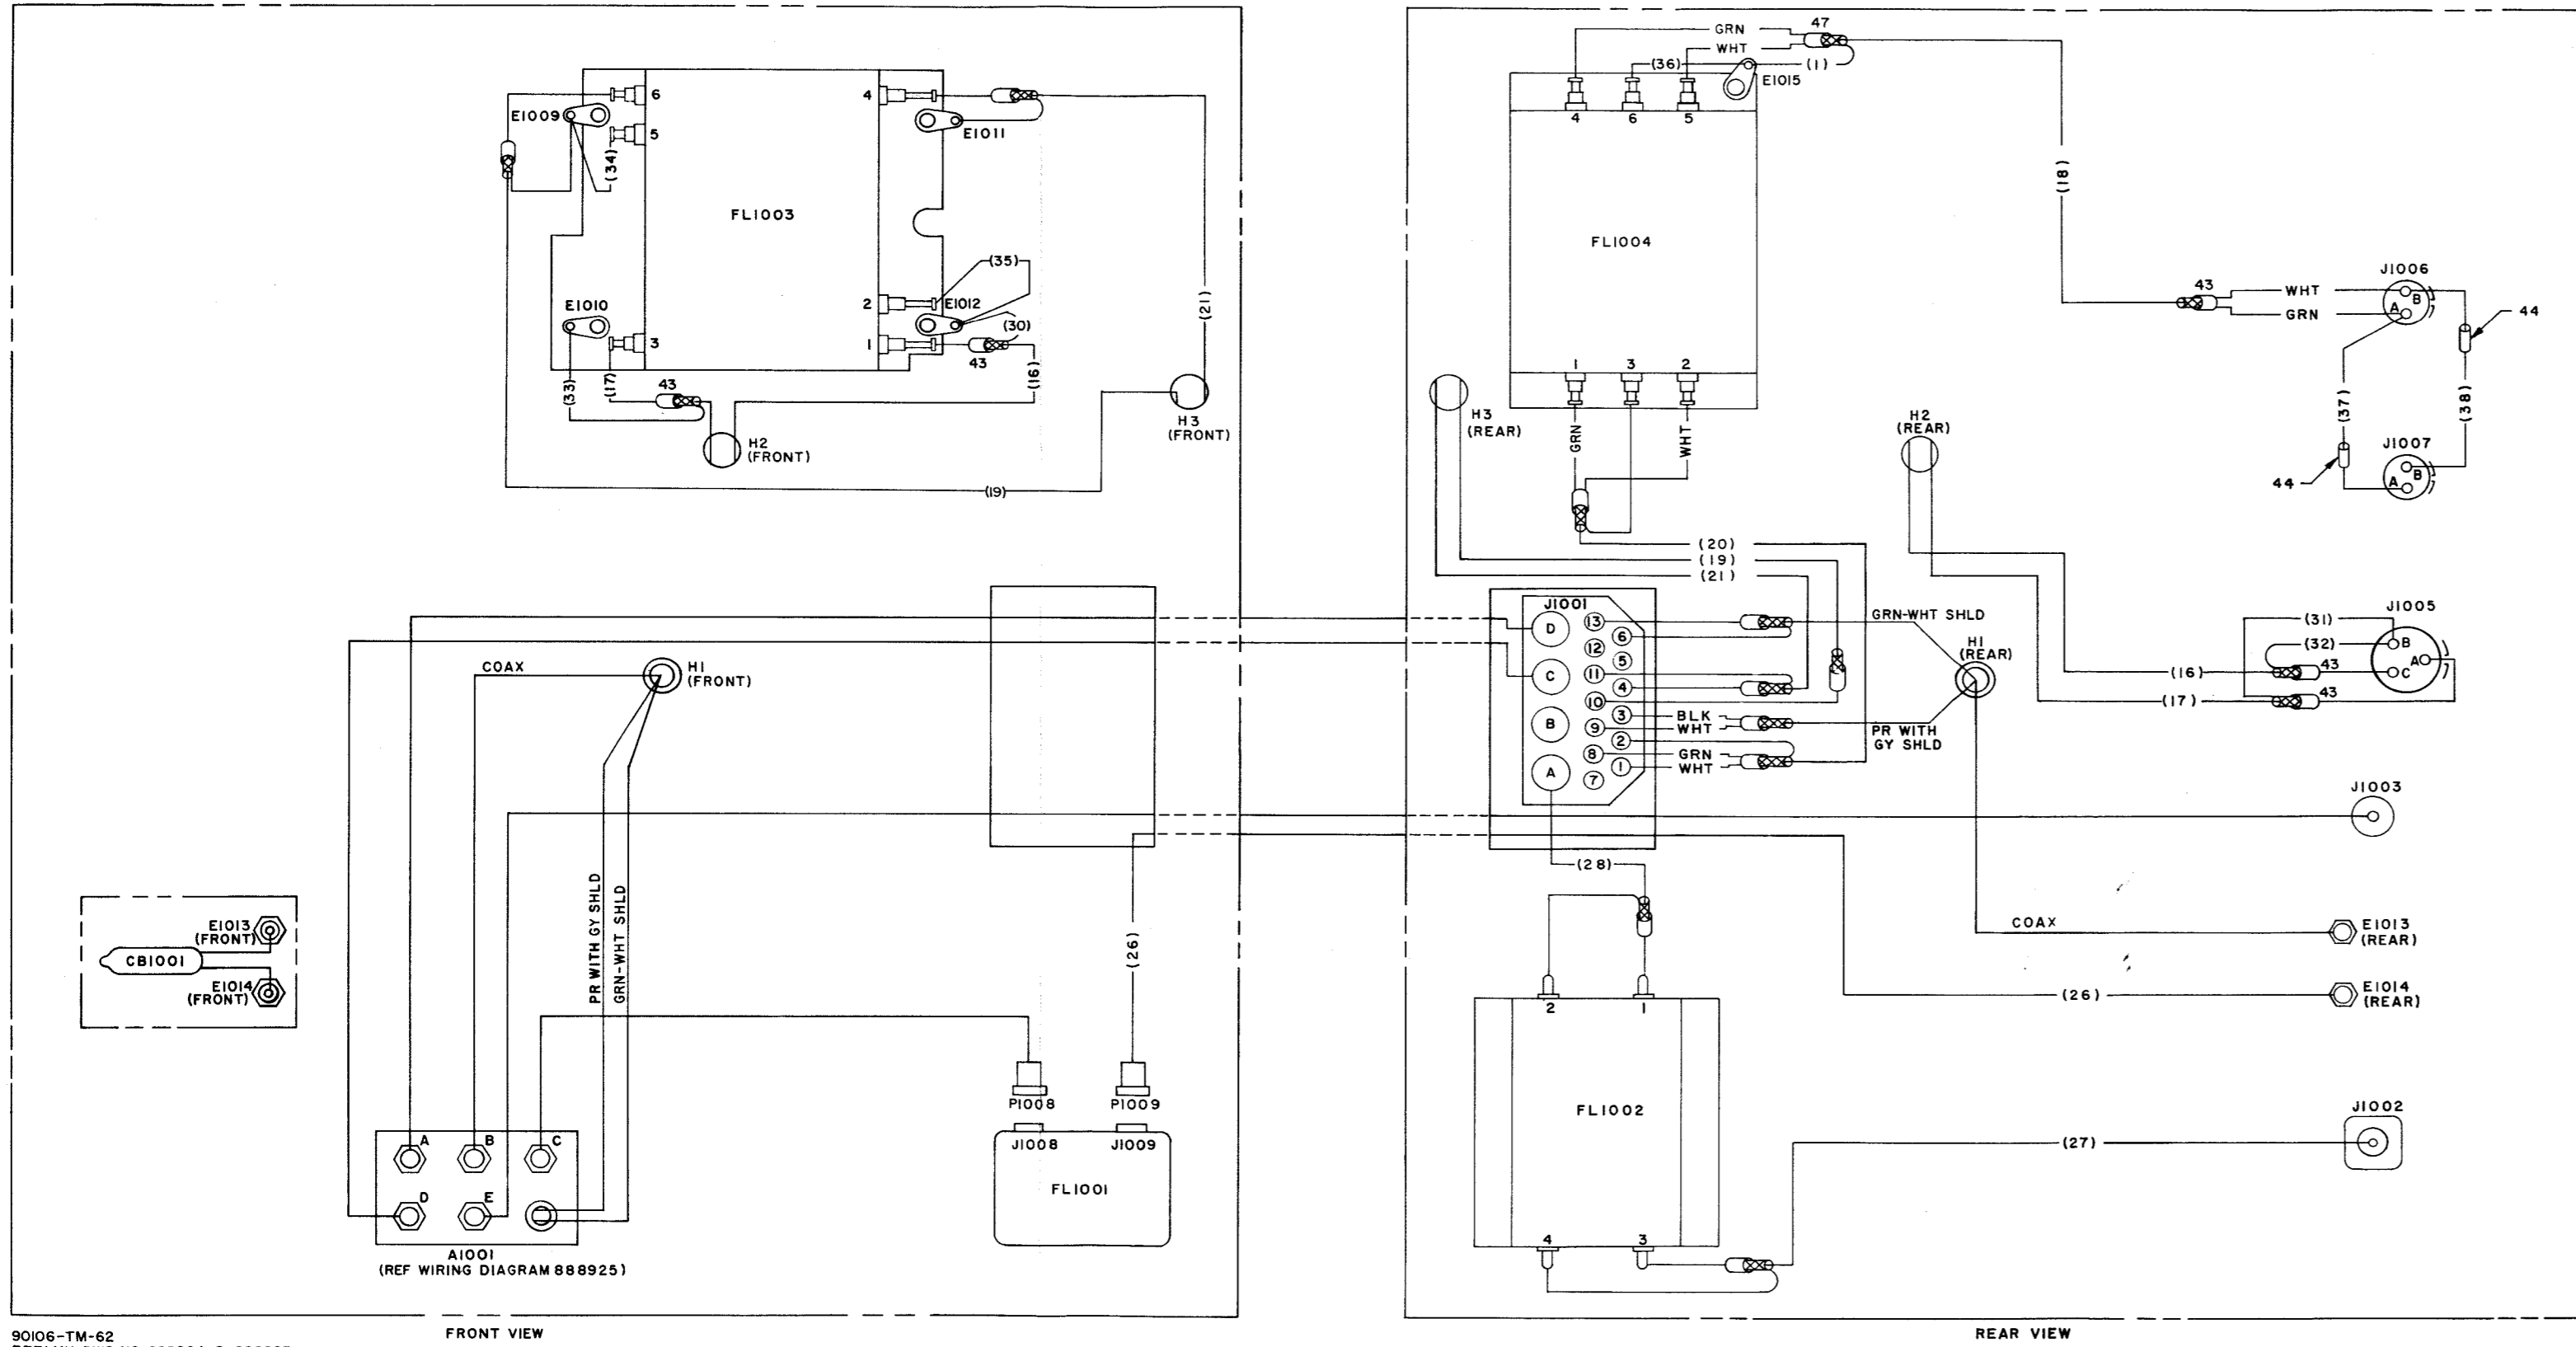 GRN
47
WHT
(36)
(1)
E1015
4
6
5
6
E1009
5
(34)
4
E1011
FL1003
FL1004
(18)
(35)
2
E1012
(30)
1
43
(16)
(21)
E1010
3
(33)
(17)
43
H2
(FRONT)
H3
(FRONT)
(19)
J1006
43
WHT
GRN
B
A
44
(37)
(38)
J1007
B
A
44
1
3
2
H3
(REAR)
GRN
WHT
H2
(REAR)
(20)
(19)
(21)
J1001
D
C
B
A
13
6
12
5
11
4
10
3
9
2
8
1
7
GRN-WHT SHLD
BLK
WHT
GRN
WHT
PR WITH
GY SHLD
H1
(REAR)
J1005
(31)
(32)
B
A
C
43
(16)
43
(17)
COAX
H1
(FRONT)
J1003
(28)
PR WITH GY SHLD
GRN-WHT SHLD
(26)
E1013
(FRONT)
CB1001
E1014
(FRONT)
COAX
E1013
(REAR)
(26)
E1014
(REAR)
2
1
FL1002
4
3
J1002
(27)
P1008
P1009
J1008
J1009
FL1001
A
B
C
D
E
A1001
(REF WIRING DIAGRAM 888925)
90106-TM-62
FRONT VIEW
REAR VIEW